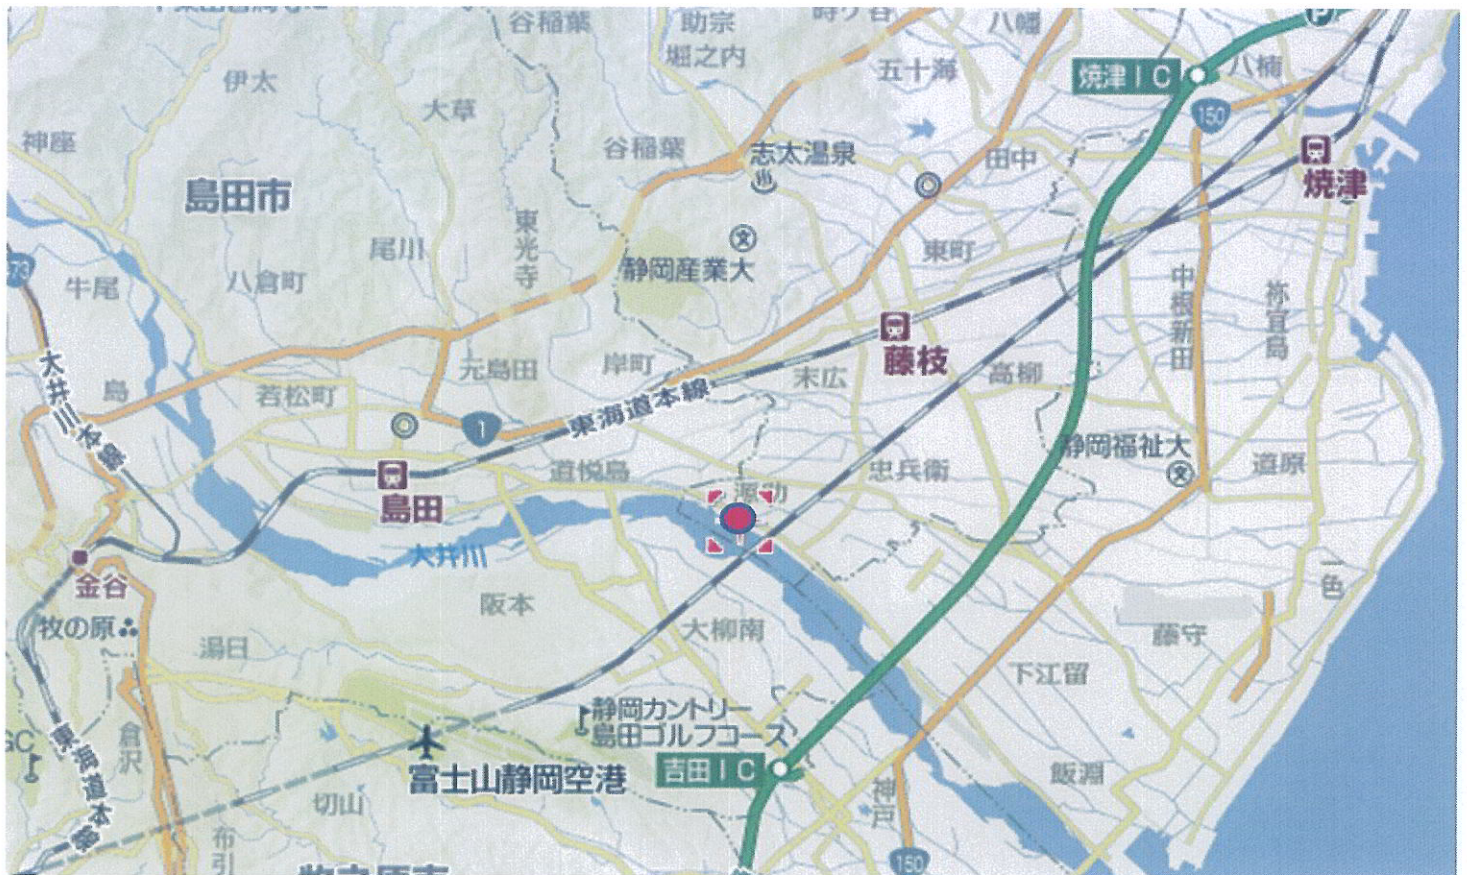 谷稲葉
助宗
時ヶ谷
八幡
堀之内
五十海
焼津IC
八楠
伊太
大草
150
神座
谷稲葉
志太温泉
田中
焼津
島田市
東光寺
尾川
東町
静岡産業大
牛尾
八倉町
中根新田
祢宜島
藤枝
大井川本線
島
若松町
元島田
岸町
末広
高柳
1
東海道本線
静岡福祉大
道悦島
忠兵衛
道原
島田
大井川
金谷
阪本
一色
牧の原
湯日
大柳南
藤守
下江留
静岡カントリー
島田ゴルフコース
倉沢
東海道本線
富士山静岡空港
吉田IC
飯淵
切山
神戸
布引
150